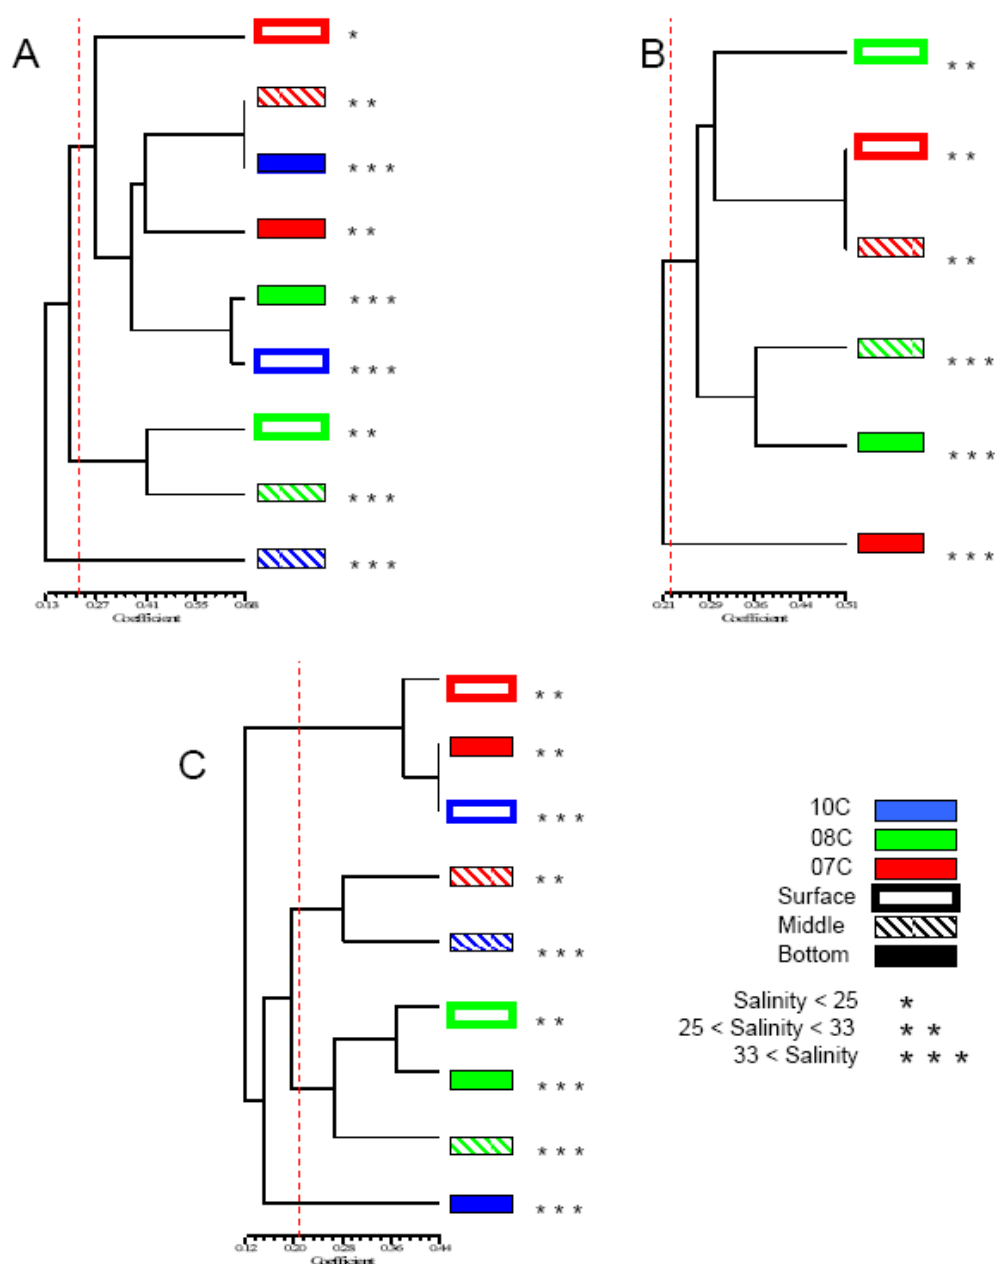 A
*
* *
* * *
* *
* * *
* * *
* *
* * *
* * *
0.13 0.27 0.41 0.55 0.68
Coefficient
B
* *
* *
* *
* * *
* * *
* * *
0.21 0.29 0.36 0.44 0.51
Coefficient
C
* *
* *
* * *
* *
* * *
* *
* * *
* * *
* * *
0.12 0.20 0.28 0.36 0.44
Coefficient
10C
08C
07C
Surface
Middle
Bottom
Salinity < 25 *
25 < Salinity < 33 * *
33 < Salinity * * *